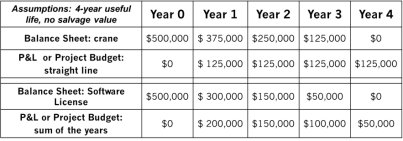 Assumptions: 4-year useful life, no salvage value Year 0 Year 1 Year 2 Year 3 Year 4
Balance Sheet: crane $500,000 $ 375,000 $250,000 $125,000 $0
P&L or Project Budget: straight line $0 $ 125,000 $125,000 $125,000 $125,000
Balance Sheet: Software License $500,000 $ 300,000 $150,000 $50,000 $0
P&L or Project Budget: sum of the years $0 $ 200,000 $150,000 $100,000 $50,000